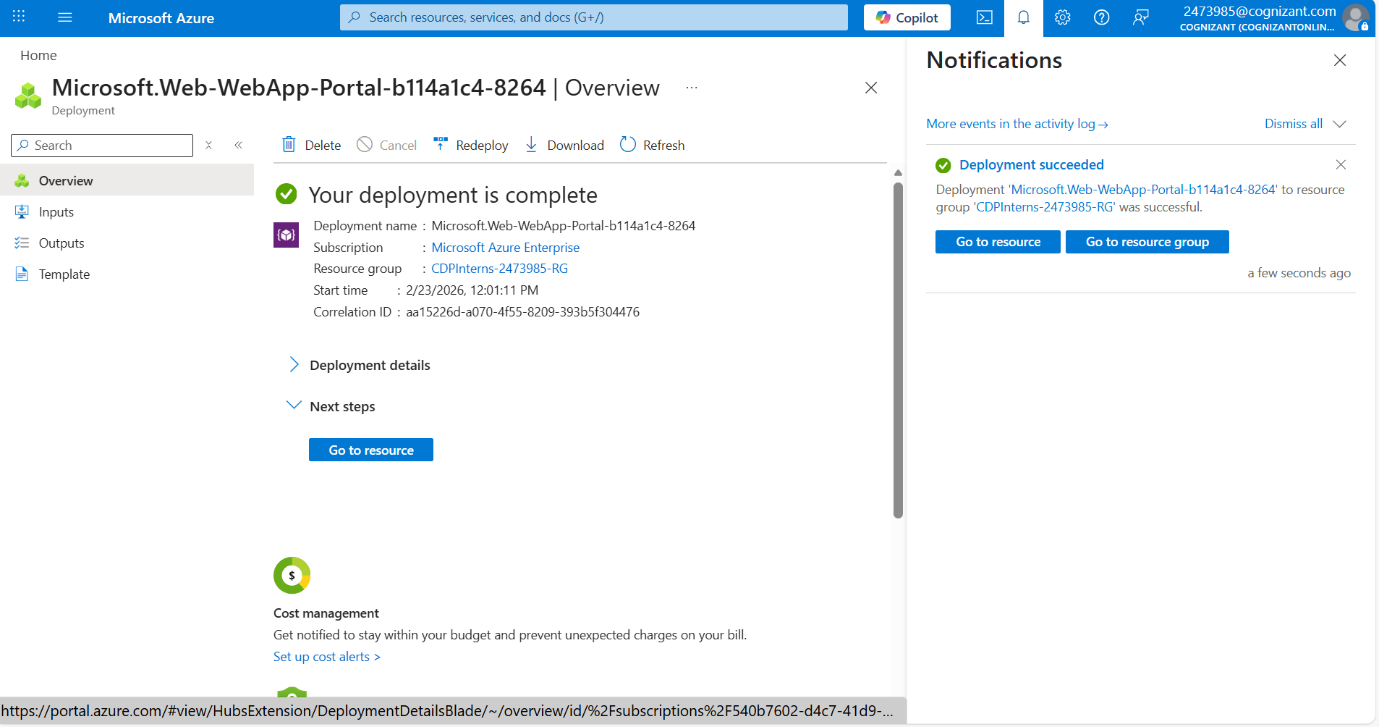 Microsoft Azure
Search resources, services, and docs (G+/)
Copilot
2473985@cognizant.com
COGNIZANT (COGNIZANTONLIN...
Home
Microsoft.Web-WebApp-Portal-b114a1c4-8264 | Overview ...
Deployment
Search
Overview
Inputs
Outputs
Template
Delete
Cancel
Redeploy
Download
Refresh
Your deployment is complete
Deployment name : Microsoft.Web-WebApp-Portal-b114a1c4-8264
Subscription : Microsoft Azure Enterprise
Resource group : CDPInterns-2473985-RG
Start time : 2/23/2026, 12:01:11 PM
Correlation ID : aa15226d-a070-4f55-8209-393b5f304476
Deployment details
Next steps
Go to resource
$
Cost management
Get notified to stay within your budget and prevent unexpected charges on your bill.
Set up cost alerts >
https://portal.azure.com/#view/HubsExtension/DeploymentDetailsBlade/~/overview/id/%2Fsubscriptions%2F540b7602-d4c7-41d9-...
Notifications
More events in the activity log→
Dismiss all
Deployment succeeded
Deployment 'Microsoft.Web-WebApp-Portal-b114a1c4-8264' to resource
group 'CDPInterns-2473985-RG' was successful.
Go to resource
Go to resource group
a few seconds ago